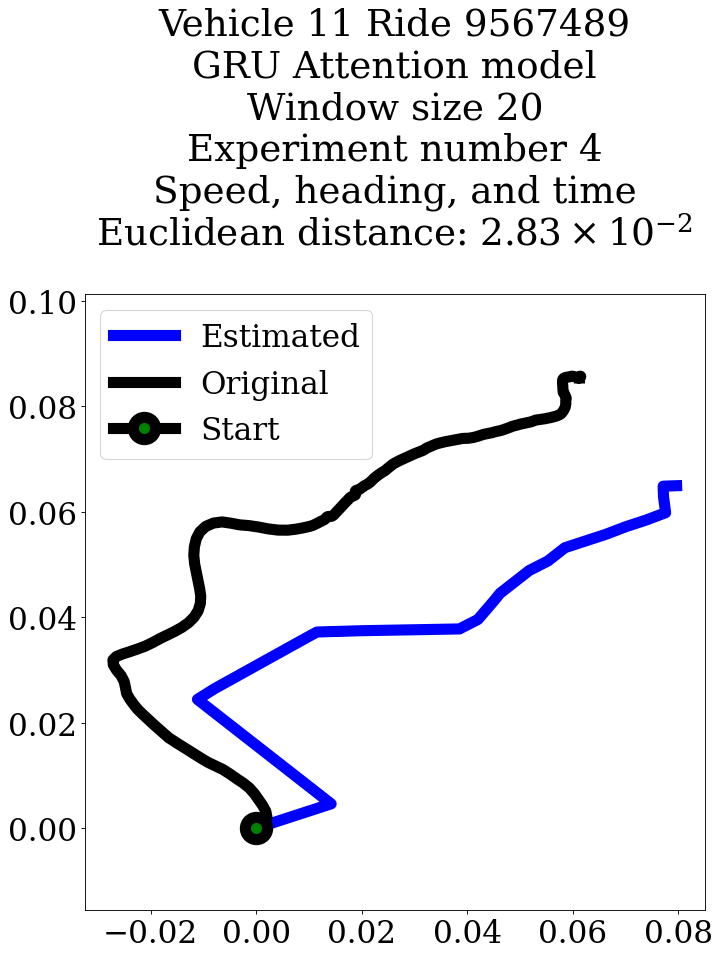 Vehicle 11 Ride 9567489
GRU Attention model
Window size 20
Experiment number 4
Speed, heading, and time
Euclidean distance: 2.83 × 10⁻²
Estimated
Original
Start
0.10
0.08
0.06
0.04
0.02
0.00
−0.02 0.00 0.02 0.04 0.06 0.08